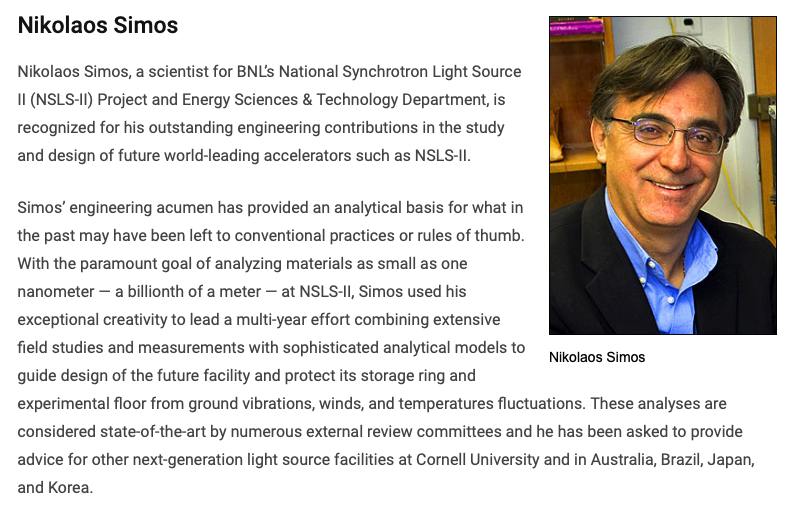 Nikolaos Simos
Nikolaos Simos, a scientist for BNL’s National Synchrotron Light Source
II (NSLS-II) Project and Energy Sciences & Technology Department, is
recognized for his outstanding engineering contributions in the study
and design of future world-leading accelerators such as NSLS-II.
Simos’ engineering acumen has provided an analytical basis for what in
the past may have been left to conventional practices or rules of thumb.
With the paramount goal of analyzing materials as small as one
nanometer — a billionth of a meter — at NSLS-II, Simos used his
exceptional creativity to lead a multi-year effort combining extensive
field studies and measurements with sophisticated analytical models to
guide design of the future facility and protect its storage ring and
experimental floor from ground vibrations, winds, and temperatures fluctuations. These analyses are
considered state-of-the-art by numerous external review committees and he has been asked to provide
advice for other next-generation light source facilities at Cornell University and in Australia, Brazil, Japan,
and Korea.
Nikolaos Simos